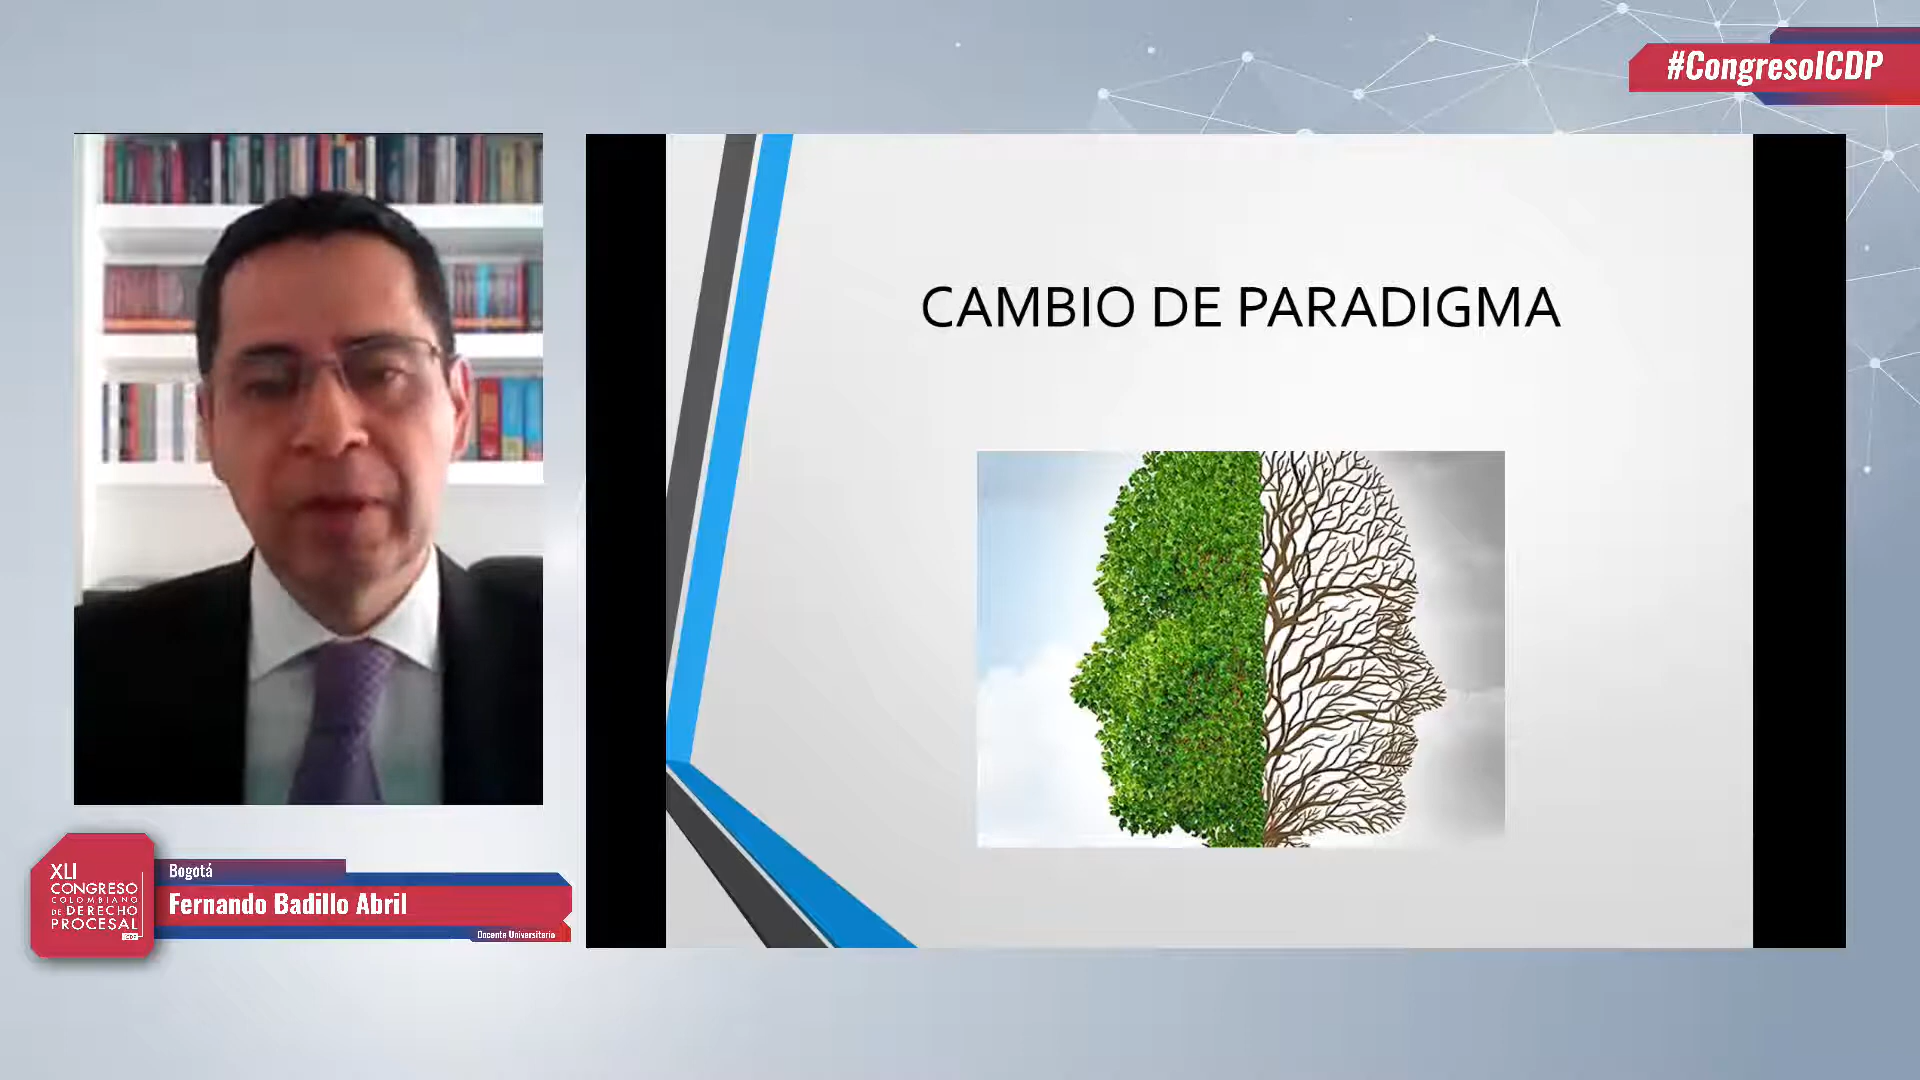 #CongresoICDP
CAMBIO DE PARADIGMA
XLI
CONGRESO
COLOMBIANO
DE DERECHO
PROCESAL
Bogotá
Fernando Badillo Abril
Docente Universitario